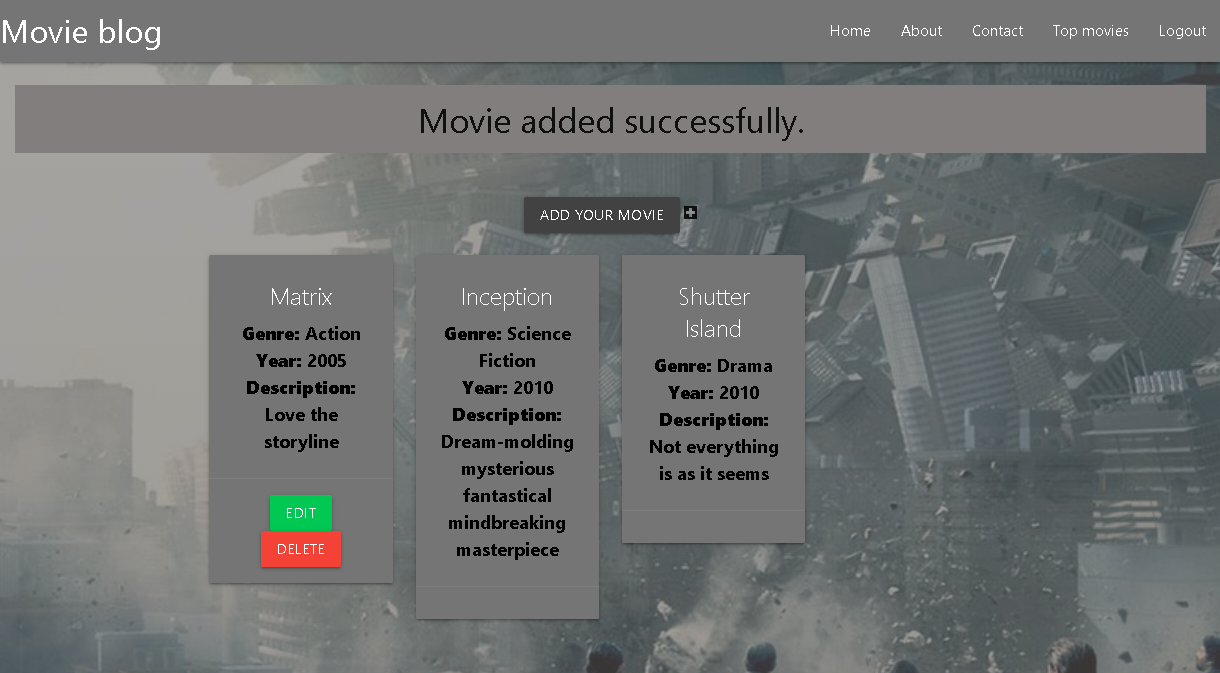 Movie blog
Home About Contact Top movies Logout
Movie added successfully.
ADD YOUR MOVIE
Matrix
Genre: Action
Year: 2005
Description:
Love the
storyline
EDIT
DELETE
Inception
Genre: Science
Fiction
Year: 2010
Description:
Dream-molding
mysterious
fantastical
mindbreaking
masterpiece
Shutter
Island
Genre: Drama
Year: 2010
Description:
Not everything
is as it seems